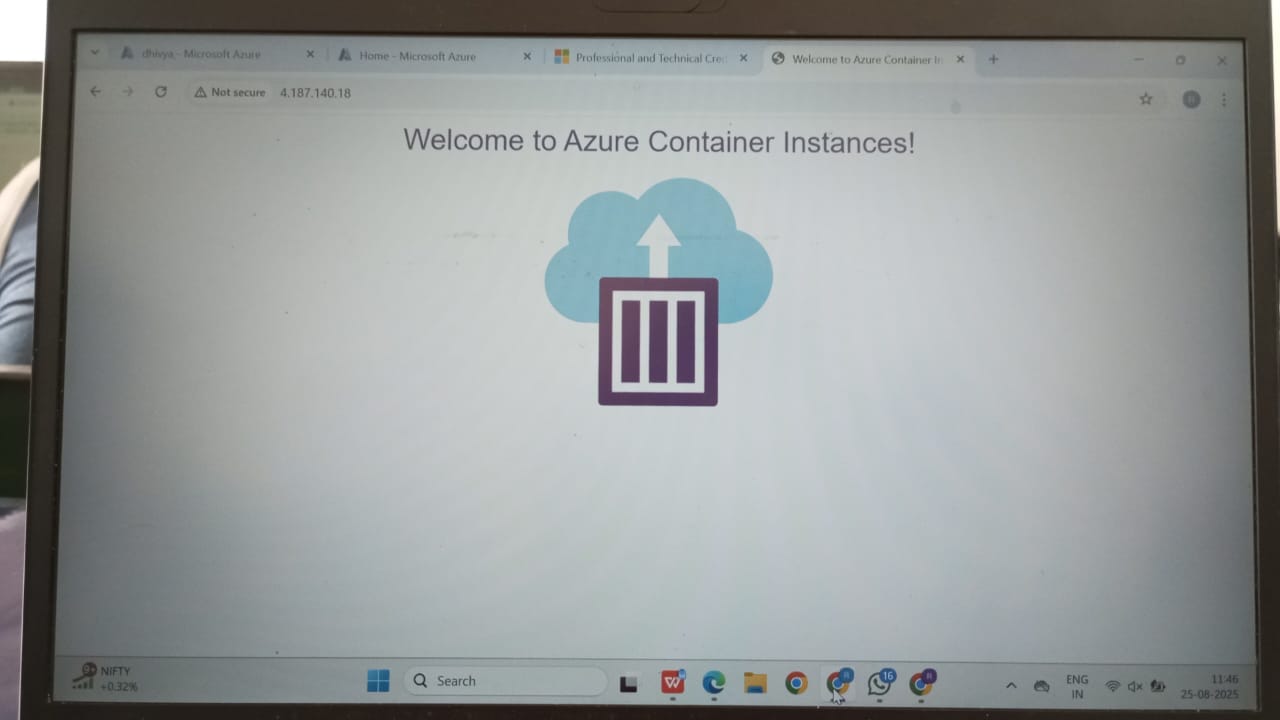 dhivya - Microsoft Azure
Home - Microsoft Azure
Professional and Technical Cre
Welcome to Azure Container In
Not secure 4.187.140.18
Welcome to Azure Container Instances!
NIFTY
+0.32%
Search
16
ENG
IN
11:46
25-08-2025